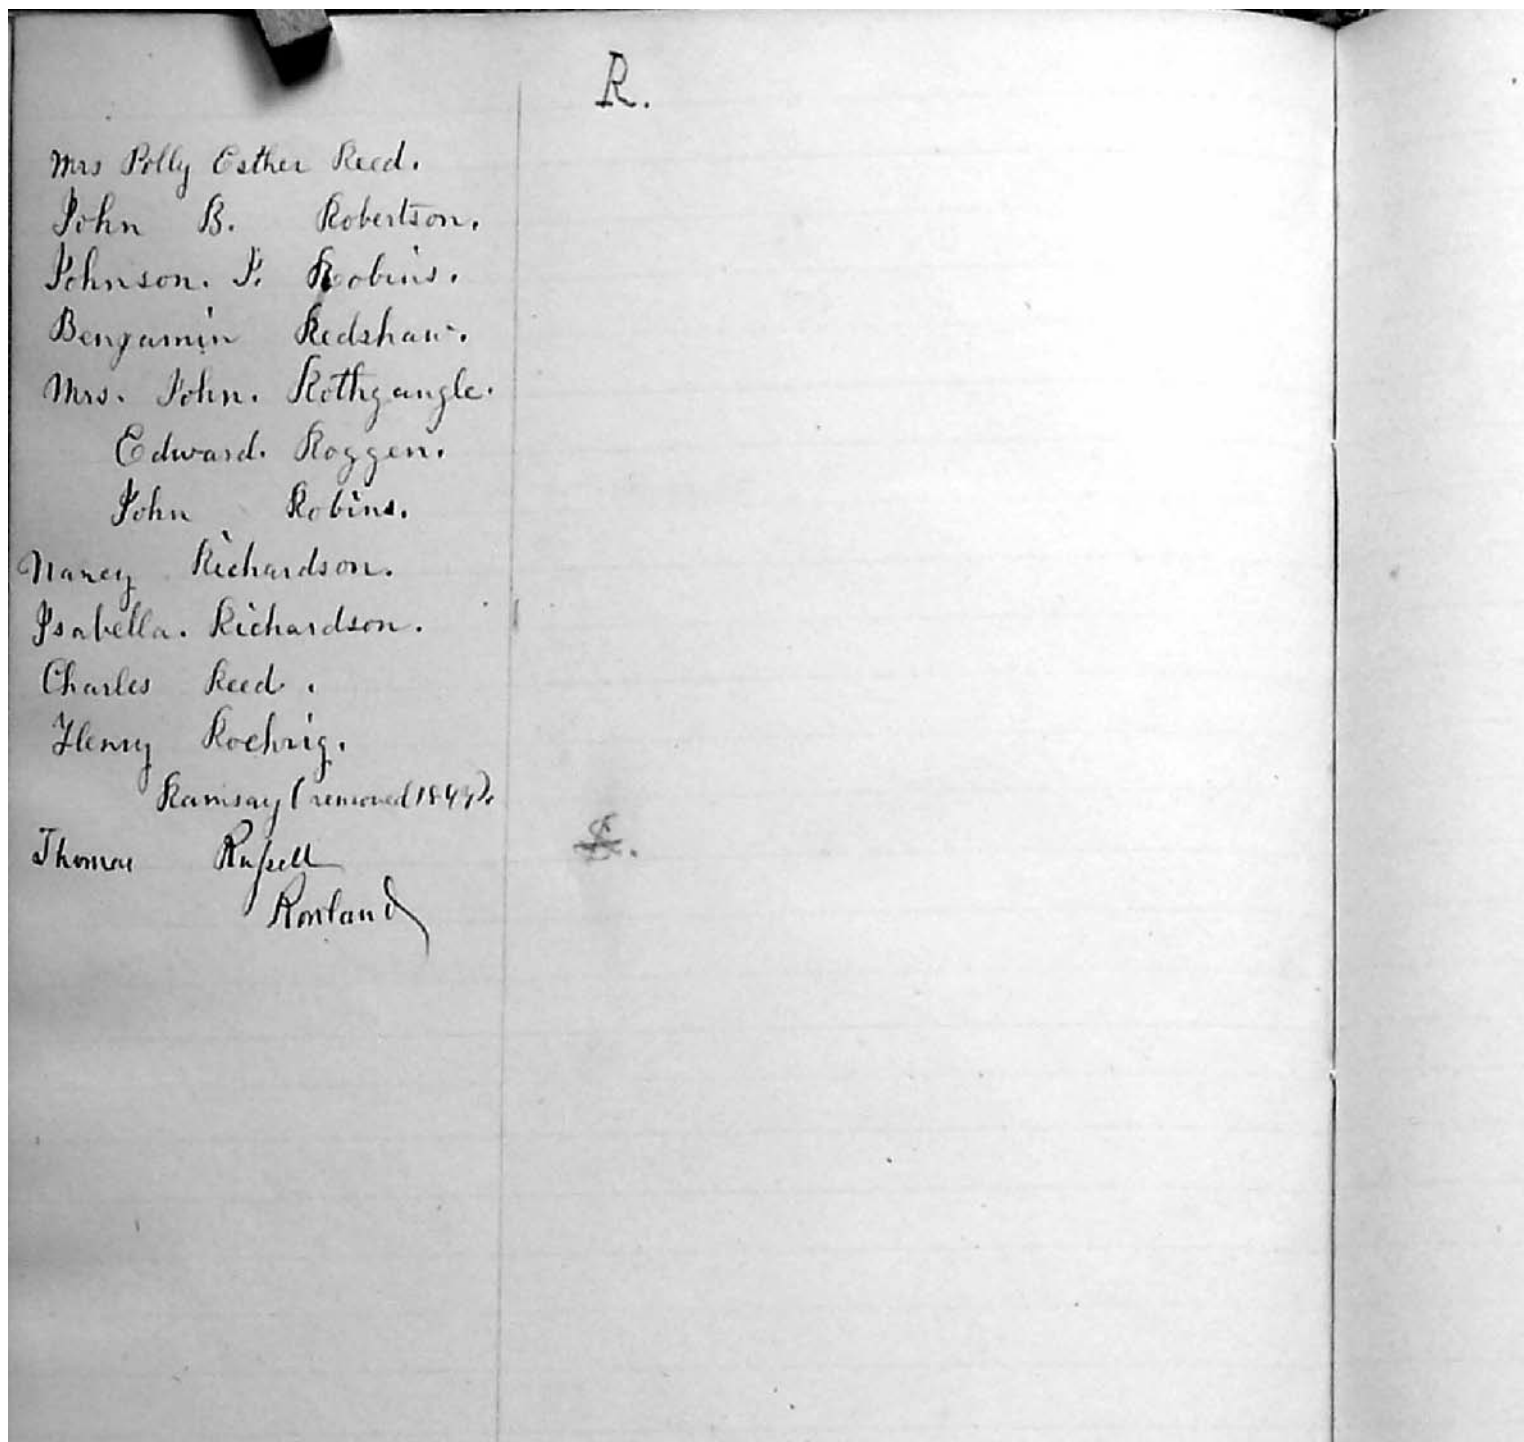 R.
Mrs Polly Esther Reed.
John B. Robertson.
Johnson. J. Robins.
Benjamin Redshaw.
Mrs. John. Rothgangle.
Edward. Roggen.
John Robins.
Nancy Richardson.
Isabella. Richardson.
Charles Reed.
Henry Roehrig.
Ramsay (removed
Thomas Russell
Rowland